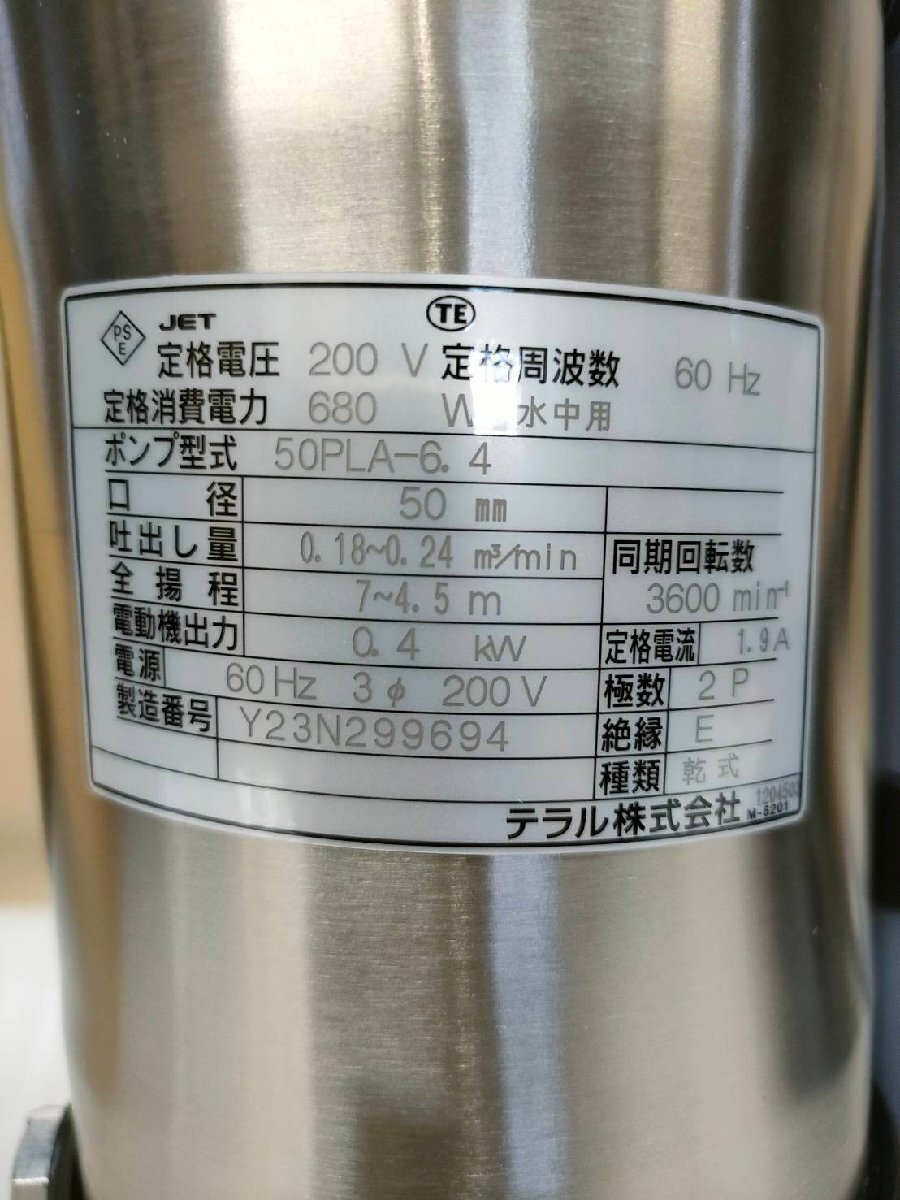 PS E JET TE
定格電圧 200 V 定格周波数 60 Hz
定格消費電力 680 W 水中用
ポンプ型式 50PLA-6.4
口径 50 mm
吐出し量 0.18~0.24 m³/min 同期回転数
全揚程 7~4.5 m 3600 min⁻¹
電動機出力 0.4 kW 定格電流 1.9A
電源 60Hz 3φ 200V 極数 2P
製造番号 Y23N299694 絶縁 E
種類 乾式
テラル株式会社 M-6201